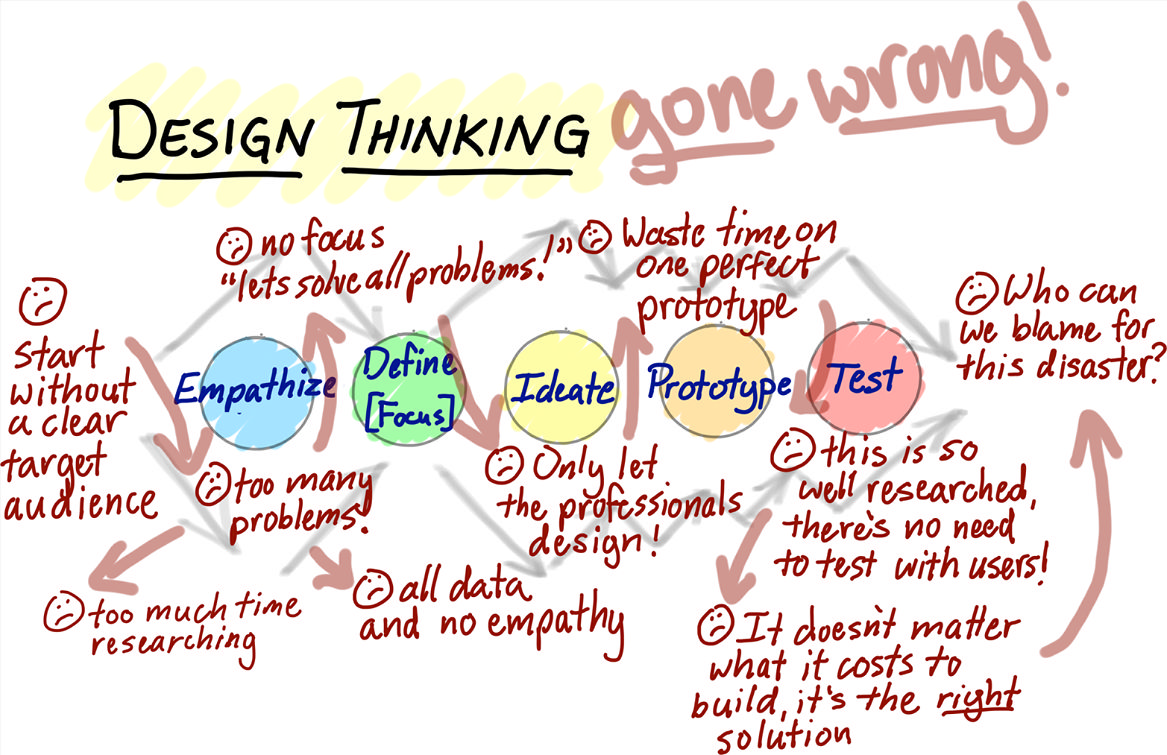 DESIGN THINKING gone wrong!
no focus
"lets solve all problems!"
Waste time on
one perfect
prototype
Start
without
a clear
target
audience
Who can
we blame for
this disaster?
Empathize
Define
[Focus]
Ideate
Prototype
Test
too many
problems!
Only let
the professionals
design!
this is so
well researched,
there's no need
to test with users!
too much time
researching
all data
and no empathy
It doesn't matter
what it costs to
build, it's the right
solution